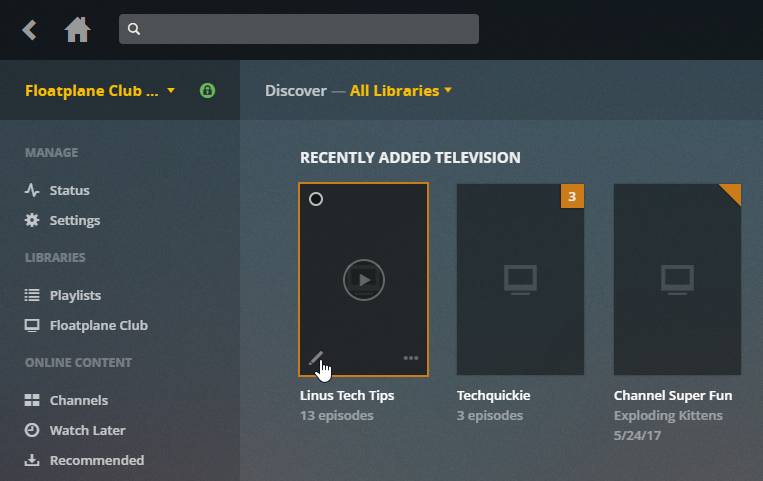 Floatplane Club ...
Discover — All Libraries
MANAGE
Status
Settings
LIBRARIES
Playlists
Floatplane Club
ONLINE CONTENT
Channels
Watch Later
Recommended
RECENTLY ADDED TELEVISION
3
Linus Tech Tips
13 episodes
Techquickie
3 episodes
Channel Super Fun
Exploding Kittens
5/24/17